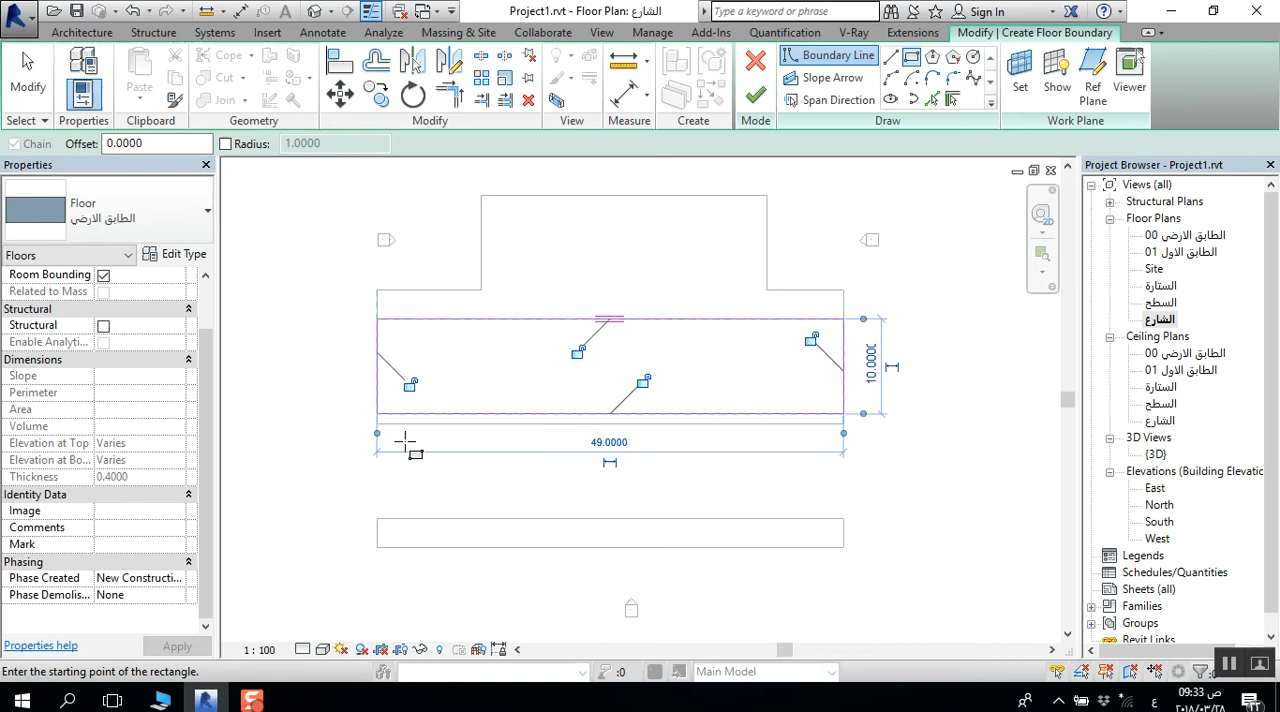 Project1.rvt - Floor Plan: الشارع
Type a keyword or phrase
Sign In
Architecture Structure Systems Insert Annotate Analyze Massing & Site Collaborate View Manage Add-Ins Quantification V-Ray Extensions Modify | Create Floor Boundary
Modify
Select
Properties
Paste
Clipboard
Cope
Cut
Join
Geometry
Modify
View
Measure
Create
Mode
Boundary Line
Slope Arrow
Span Direction
Draw
Set
Show
Ref Plane
Viewer
Work Plane
Chain Offset: 0.0000 Radius: 1.0000
Properties
Floor
الطابق الارضي
Floors
Edit Type
Room Bounding
Related to Mass
Structural
Structural
Enable Analyti...
Dimensions
Slope
Perimeter
Area
Volume
Elevation at Top Varies
Elevation at Bo... Varies
Thickness 0.4000
Identity Data
Image
Comments
Mark
Phasing
Phase Created New Constructi...
Phase Demolis... None
Properties help
Apply
10.0000
49.0000
2D
1 : 100
Project Browser - Project1.rvt
Views (all)
Structural Plans
Floor Plans
الطابق الارضي 00
الطابق الاول 01
Site
الستارة
السطح
الشارع
Ceiling Plans
الطابق الارضي 00
الطابق الاول 01
الستارة
السطح
الشارع
3D Views
{3D}
Elevations (Building Elevatio
East
North
South
West
Legends
Schedules/Quantities
Sheets (all)
Families
Groups
Revit Links
Enter the starting point of the rectangle.
:0
Main Model
:0
ع
09:33 ص
٢٠١٨/٠٣/٢٨